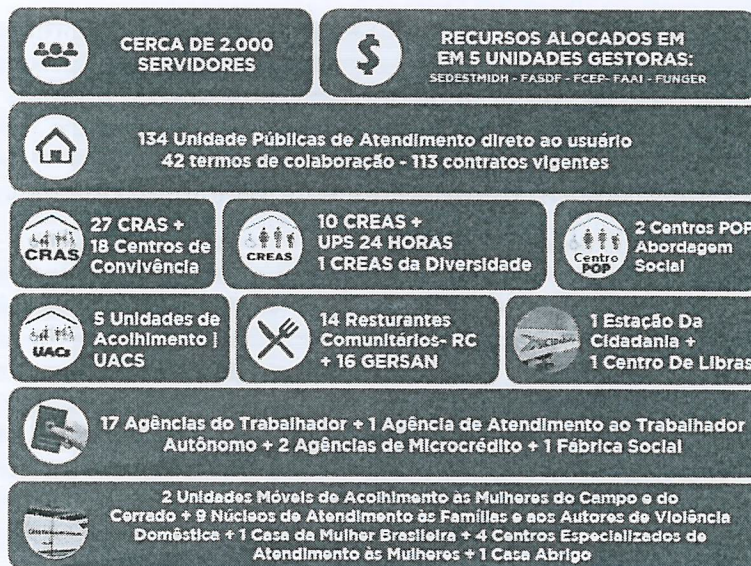 CERCA DE 2.000
SERVIDORES
RECURSOS ALOCADOS EM
EM 5 UNIDADES GESTORAS:
SEDESTMIDH - FASDF - FCEP- FAAI - FUNGER
134 Unidade Públicas de Atendimento direto ao usuário
42 termos de colaboração - 113 contratos vigentes
CRAS
27 CRAS +
18 Centros de
Convivência
CREAS
10 CREAS +
UPS 24 HORAS
1 CREAS da Diversidade
Centro
POP
2 Centros POP
Abordagem
Social
UACs
5 Unidades de
Acolhimento |
UACS
14 Resturantes
Comunitários- RC
+ 16 GERSAN
1 Estação Da
Cidadania +
1 Centro De Libras
17 Agências do Trabalhador + 1 Agência de Atendimento ao Trabalhador
Autônomo + 2 Agências de Microcrédito + 1 Fábrica Social
2 Unidades Móveis de Acolhimento às Mulheres do Campo e do
Cerrado + 9 Núcleos de Atendimento às Famílias e aos Autores de Violência
Doméstica + 1 Casa da Mulher Brasileira + 4 Centros Especializados de
Atendimento às Mulheres + 1 Casa Abrigo